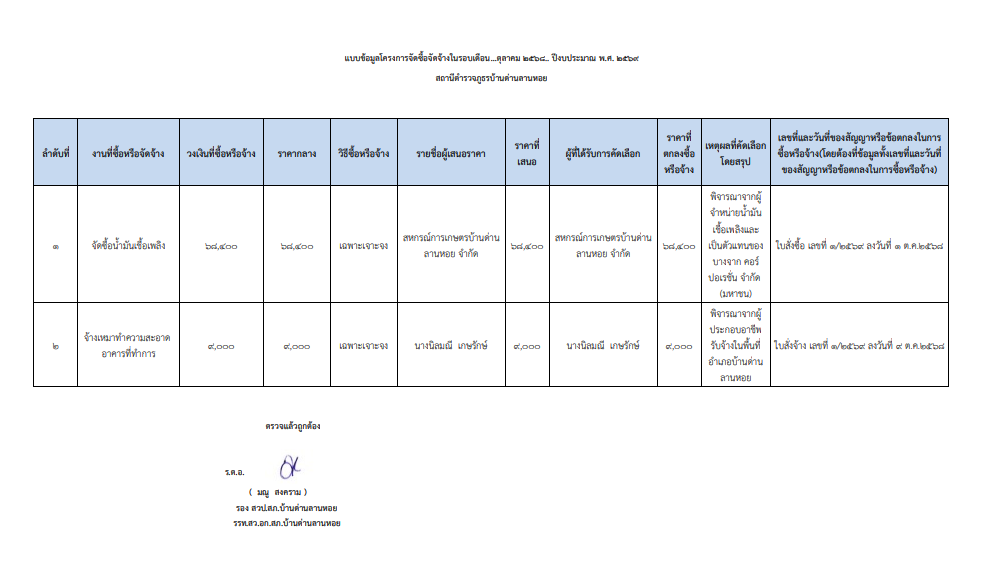 แบบข้อมูลโครงการจัดซื้อจัดจ้างในรอบเดือน...ตุลาคม ๒๕๖๘.. ปีงบประมาณ พ.ศ. ๒๕๖๙
สถานีตำรวจภูธรบ้านด่านลานหอย
ลำดับที่
งานที่ซื้อหรือจัดจ้าง
วงเงินที่ซื้อหรือจ้าง
ราคากลาง
วิธีซื้อหรือจ้าง
รายชื่อผู้เสนอราคา
ราคาที่
เสนอ
ผู้ที่ได้รับการคัดเลือก
ราคาที่
ตกลงซื้อ
หรือจ้าง
เหตุผลที่คัดเลือก
โดยสรุป
เลขที่และวันที่ของสัญญาหรือข้อตกลงในการ
ซื้อหรือจ้าง(โดยต้องที่ข้อมูลทั้งเลขที่และวันที่
ของสัญญาหรือข้อตกลงในการซื้อหรือจ้าง)
๑
จัดซื้อน้ำมันเชื้อเพลิง
๖๘,๔๐๐
๖๘,๔๐๐
เฉพาะเจาะจง
สหกรณ์การเกษตรบ้านด่าน
ลานหอย จำกัด
๖๘,๔๐๐
สหกรณ์การเกษตรบ้านด่าน
ลานหอย จำกัด
๖๘,๔๐๐
พิจารณาจากผู้
จำหน่ายน้ำมัน
เชื้อเพลิงและ
เป็นตัวแทนของ
บางจาก คอร์
ปอเรชั่น จำกัด
(มหาชน)
ใบสั่งซื้อ เลขที่ ๑/๒๕๖๙ ลงวันที่ ๑ ต.ค.๒๕๖๘
๒
จ้างเหมาทำความสะอาด
อาคารที่ทำการ
๙,๐๐๐
๙,๐๐๐
เฉพาะเจาะจง
นางนิลมณี เกษรักษ์
๙,๐๐๐
นางนิลมณี เกษรักษ์
๙,๐๐๐
พิจารณาจากผู้
ประกอบอาชีพ
รับจ้างในพื้นที่
อำเภอบ้านด่าน
ลานหอย
ใบสั่งจ้าง เลขที่ ๑/๒๕๖๙ ลงวันที่ ๙ ต.ค.๒๕๖๘
ตรวจแล้วถูกต้อง
ร.ต.อ.
( มณู สงคราม )
รอง สวป.สภ.บ้านด่านลานหอย
รรท.สว.อก.สภ.บ้านด่านลานหอย